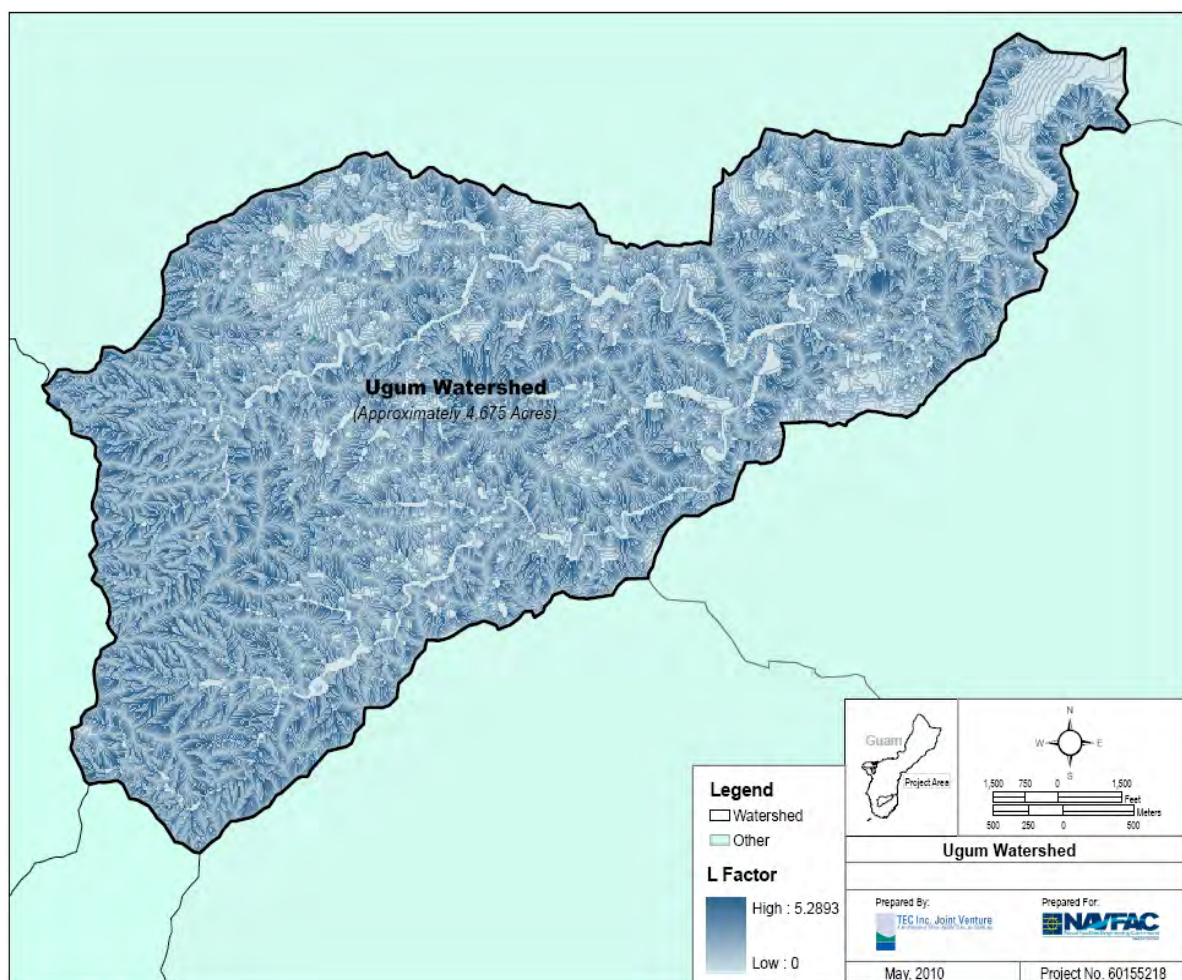 Ugum Watershed
(Approximately 4,675 Acres)
Legend
Watershed
Other
L Factor
High : 5.2893
Low : 0
Guam
Project Area
N
W E
S
1,500 750 0 1,500
Feet
Meters
500 250 0 500
Ugum Watershed
Prepared By:
TEC Inc. Joint Venture
Prepared For:
NAVFAC
May, 2010
Project No. 60155218